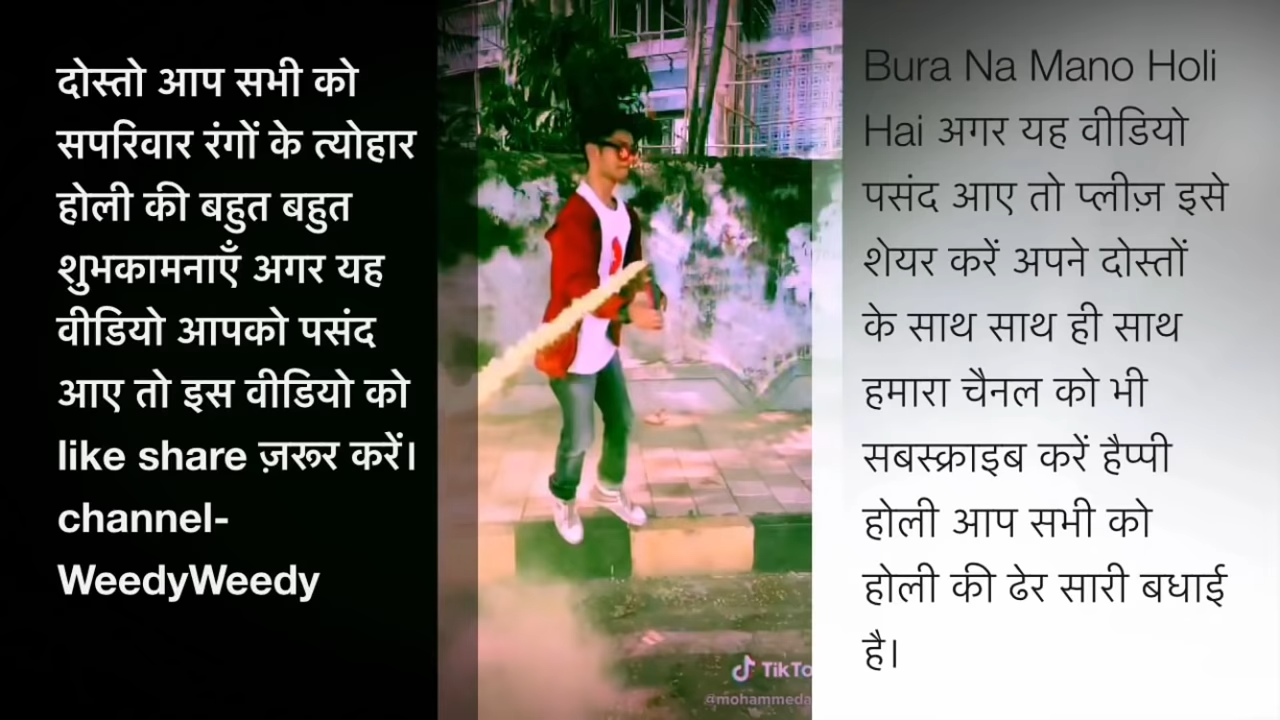 दोस्तो आप सभी को
सपरिवार रंगों के त्योहार
होली की बहुत बहुत
शुभकामनाएँ अगर यह
वीडियो आपको पसंद
आए तो इस वीडियो को
like share ज़रूर करें।
channel-
WeedyWeedy
Bura Na Mano Holi
Hai अगर यह वीडियो
पसंद आए तो प्लीज़ इसे
शेयर करें अपने दोस्तों
के साथ साथ ही साथ
हमारा चैनल को भी
सबस्क्राइब करें हैप्पी
होली आप सभी को
होली की ढेर सारी बधाई
है।
TikTo
@mohammeda